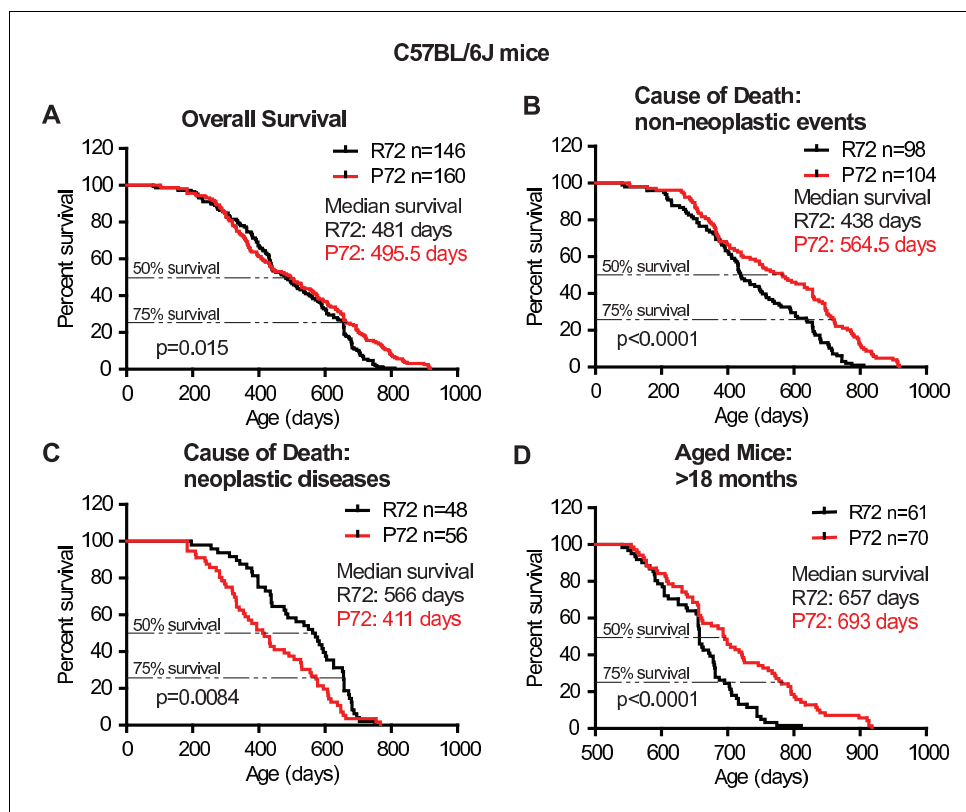 C57BL/6J mice
A
Overall Survival
R72 n=146
P72 n=160
Median survival
R72: 481 days
P72: 495.5 days
120
100
80
60
40
20
0
Percent survival
50% survival
75% survival
p=0.015
0 200 400 600 800 1000
Age (days)
B
Cause of Death:
non-neoplastic events
R72 n=98
P72 n=104
Median survival
R72: 438 days
P72: 564.5 days
120
100
80
60
40
20
0
Percent survival
50% survival
75% survival
p<0.0001
0 200 400 600 800 1000
Age (days)
C
Cause of Death:
neoplastic diseases
R72 n=48
P72 n=56
Median survival
R72: 566 days
P72: 411 days
120
100
80
60
40
20
0
Percent survival
50% survival
75% survival
p=0.0084
0 200 400 600 800 1000
Age (days)
D
Aged Mice:
>18 months
R72 n=61
P72 n=70
Median survival
R72: 657 days
P72: 693 days
120
100
80
60
40
20
0
Percent survival
50% survival
75% survival
p<0.0001
500 600 700 800 900 1000
Age (days)